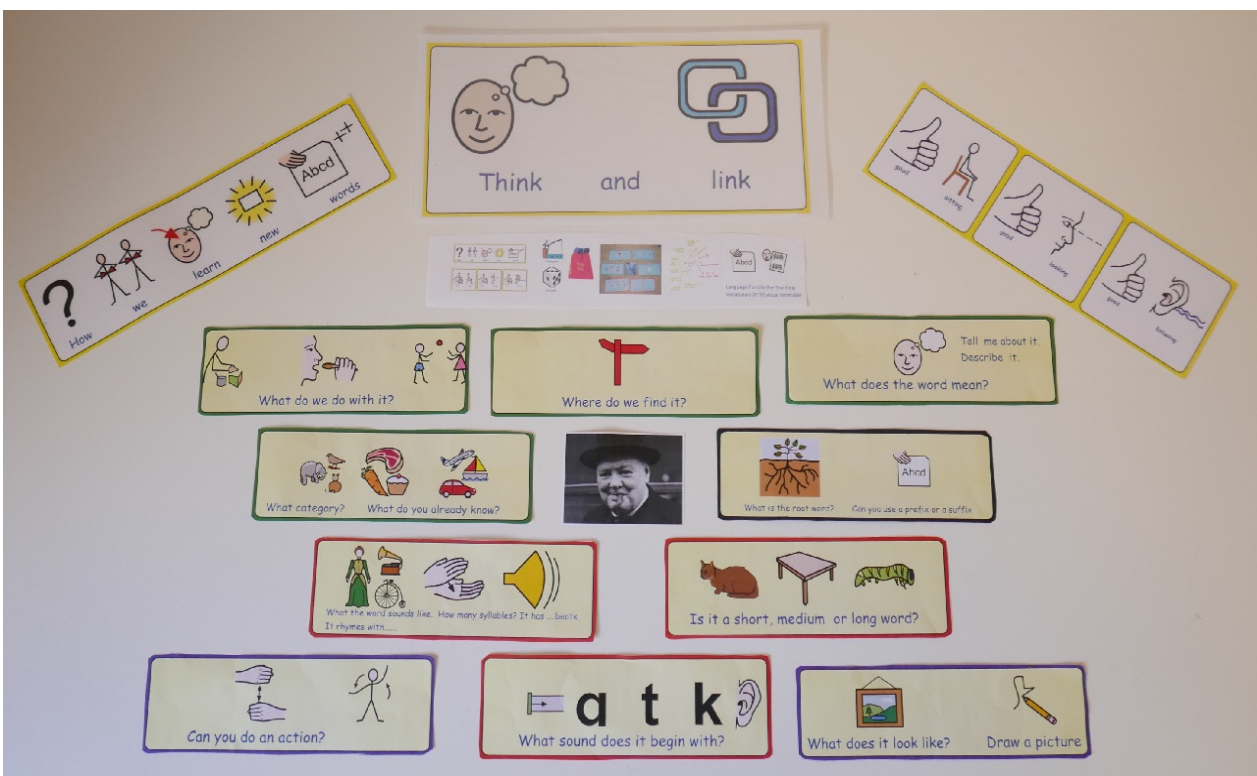 Think and link
How we learn new words
Abcd
good sitting
good looking
good listening
Abcd
What do we do with it?
Where do we find it?
Tell me about it.
Describe it.
What does the word mean?
What category? What do you already know?
Abcd
What is the root word? Can you use a prefix or a suffix
What the word sounds like. How many syllables? It has ....beats
It rhymes with.....
Is it a short, medium or long word?
Can you do an action?
a t k
What sound does it begin with?
What does it look like? Draw a picture